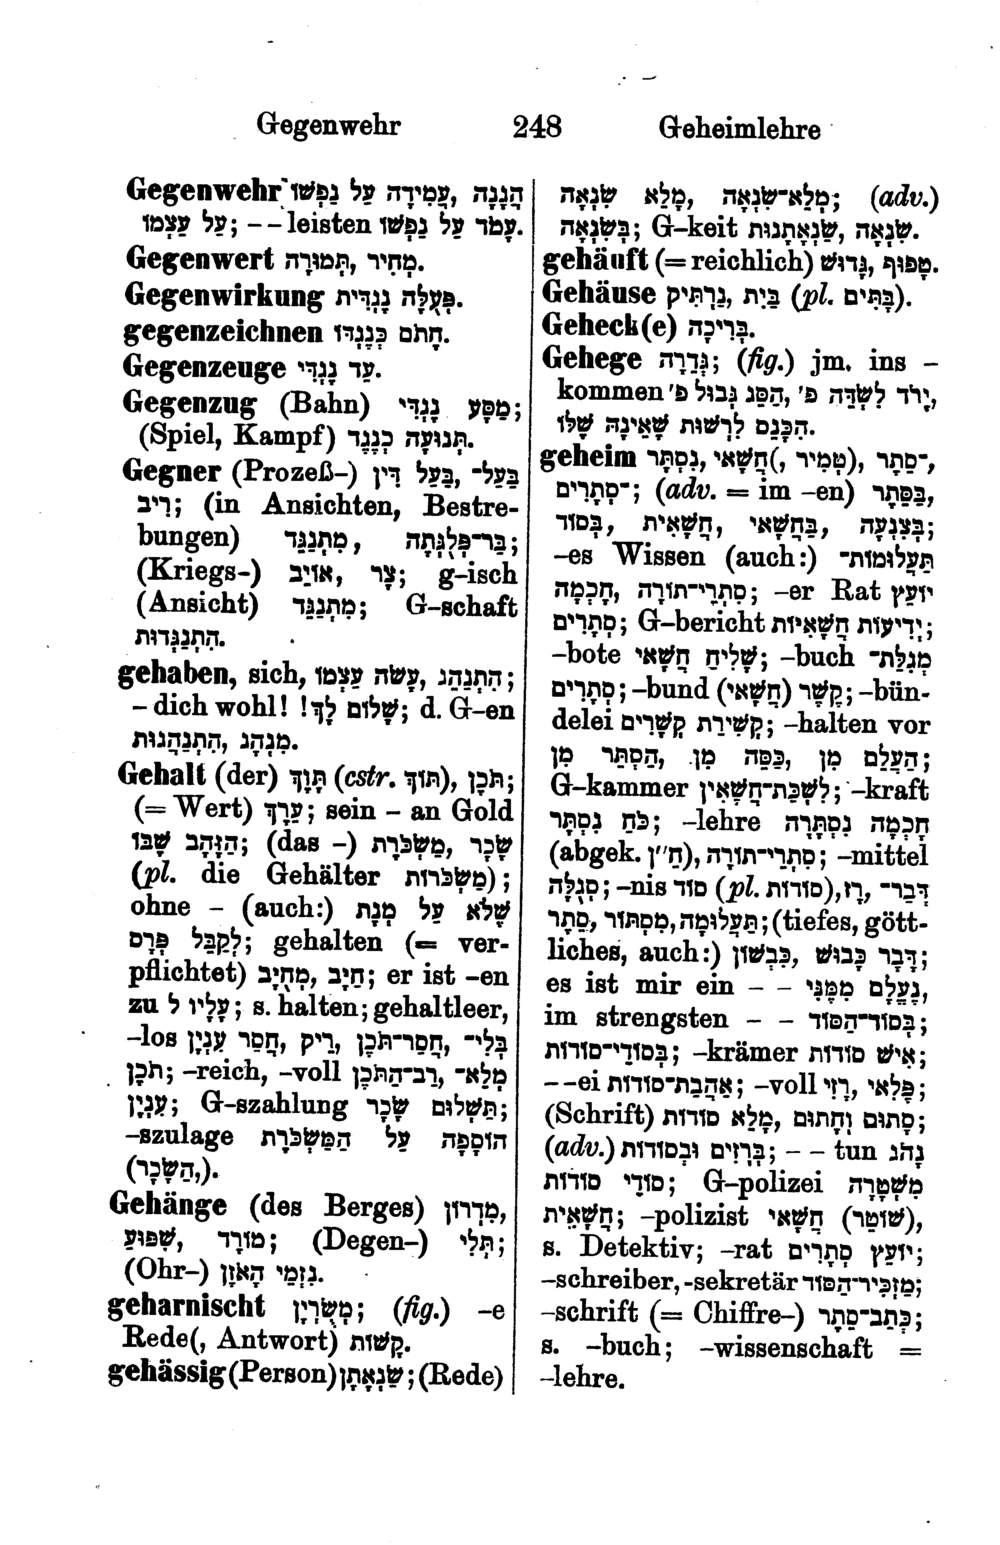 Gegenwehr 248 Geheimlehre
Gegenwehr הֲגָנָה, עֲמִידָה עַל נַפְשׁוֹ
עַל עַצְמוֹ; –– leisten עָמֹד עַל נַפְשׁוֹ.
Gegenwert מְחִיר, תְּמוּרָה.
Gegenwirkung פְּעֻלָּה נֶגְדִּית.
gegenzeichnen חָתֹם כְּנֶגְדּוֹ.
Gegenzeuge עֵד נֶגְדִּי.
Gegenzug (Bahn) מַסָּע נֶגְדִּי;
(Spiel, Kampf) תְּנוּעָה כְּנֶגֶד.
Gegner (Prozeß-) בַּעַל־, בַּעַל דִּין
רִיב; (in Ansichten, Bestre-
bungen) בַּר־פְּלֻגְתָּה, מִתְנַגֵּד;
(Kriegs-) צָר, אוֹיֵב; g-isch
(Ansicht) מִתְנַגֵּד; G-schaft
הִתְנַגְּדוּת.
gehaben, sich, הִתְנַהֵג, עָשֹׂה עַצְמוֹ;
– dich wohl! שָׁלוֹם לְךָ!; d. G-en
מִנְהָג, הִתְנַהֲגוּת.
Gehalt (der) תָּוֶךְ (cstr. תּוֹךְ), תֹּכֶן;
(= Wert) עֵרֶךְ; sein – an Gold
הַזָּהָב שֶׁבּוֹ; (das –) שָׂכָר, מַשְׂכֹּרֶת
(pl. die Gehälter מַשְׂכֹּרוֹת);
ohne – (auch:) שֶׁלֹּא עַל מְנָת
לְקַבֵּל פְּרָס; gehalten (= ver-
pflichtet) חַיָּב, מְחֻיָּב; er ist –en
zu עָלָיו לְ; s. halten; gehaltleer,
–los בְּלִי־, חֲסַר־תֹּכֶן, רֵיק, חֲסַר עִנְיָן
תֹּכֶן; –reich, –voll מְלֵא־, רַב־הַתֹּכֶן
עִנְיָן; G-szahlung תַּשְׁלוּם שָׂכָר;
–szulage הוֹסָפָה עַל הַמַּשְׂכֹּרֶת
(הַשָּׂכָר,).
Gehänge (des Berges) מִדְרוֹן,
שִׁפּוּעַ, מוֹרָד; (Degen-) תְּלִי;
(Ohr-) נִזְמֵי הָאֹזֶן.
geharnischt מְשֻׁרְיָן; (fig.) –e
Rede(, Antwort) קָשׁוֹת.
gehässig (Person) שַׂנְאָתָן; (Rede)
מְלֵא־שִׂנְאָה, מָלֵא שִׂנְאָה; (adv.)
בְּשִׂנְאָה; G-keit שַׂנְאָתָנוּת, שִׂנְאָה.
gehäuft (= reichlich) טָפוּף, גָּדוּשׁ.
Gehäuse בַּיִת, נַרְתִּיק (pl. בָּתִּים).
Geheck(e) בְּרִיכָה.
Gehege גְּדֵרָה; (fig.) jm. ins –
kommen יָרֹד לִשְׂדֵה פ', הַסֵּג גְּבוּל פ',
הִכָּנֵס לִרְשׁוּת שֶׁאֵינָהּ שֶׁלּוֹ.
geheim סֵתֶר־, (טָמִיר,) חֲשָׁאִי, נִסְתָּר,
סְתָרִים־; (adv. = im –en) בַּסֵּתֶר,
בְּצִנְעָה, בַּחֲשָׁאִי, חֲשָׁאִית, בְּסוֹד;
–es Wissen (auch:) תַּעֲלוּמוֹת־
חָכְמָה, סִתְרֵי־תוֹרָה; –er Rat יוֹעֵץ
סְתָרִים; G-bericht יְדִיעוֹת חֲשָׁאִיּוֹת;
–bote שְׁלִיחַ חֲשָׁאִי; –buch מְגִלַּת־
סְתָרִים; –bund קֶשֶׁר (חֲשָׁאִי); –bün-
delei קְשִׁירַת קְשָׁרִים; –halten vor
הַעֲלֵם מִן, כַּסֵּה מִן, הַסְתֵּר מִן;
G-kammer לִשְׁכַּת־חֲשָׁאִין; –kraft
כֹּחַ נִסְתָּר; –lehre חָכְמָה נִסְתָּרָה
(abgek. ח"ן), סִתְרֵי־תוֹרָה; –mittel
סְגֻלָּה; –nis סוֹד (pl. סוֹדוֹת), רָז, דְּבַר־
סֵתֶר, תַּעֲלוּמָה, מִסְתּוֹר; (tiefes, gött-
liches, auch:) דָּבָר כָּבוּשׁ, כִּבְשׁוֹן;
es ist mir ein –– נֶעֱלָם מִמֶּנִּי,
im strengsten –– בְּסוֹד־הַסּוֹד;
בְּסוֹדֵי־סוֹדוֹת; –krämer אִישׁ סוֹדוֹת;
––ei אַהֲבַת־סוֹדוֹת; –voll פִּלְאִי, רָזִי;
(Schrift) סָתוּם וְחָתוּם, מָלֵא סוֹדוֹת;
(adv.) בְּרָזִים וּבְסוֹדוֹת; –– tun נָהֹג
סוֹדֵי סוֹדוֹת; G-polizei מִשְׁטָרָה
חֲשָׁאִית; –polizist (שׁוֹטֵר) חֲשָׁאִי,
s. Detektiv; –rat יוֹעֵץ סְתָרִים;
–schreiber, -sekretär מַזְכִּיר־הַסּוֹד;
–schrift (= Chiffre-) כְּתַב־סֵתֶר;
s. –buch; –wissenschaft =
–lehre.